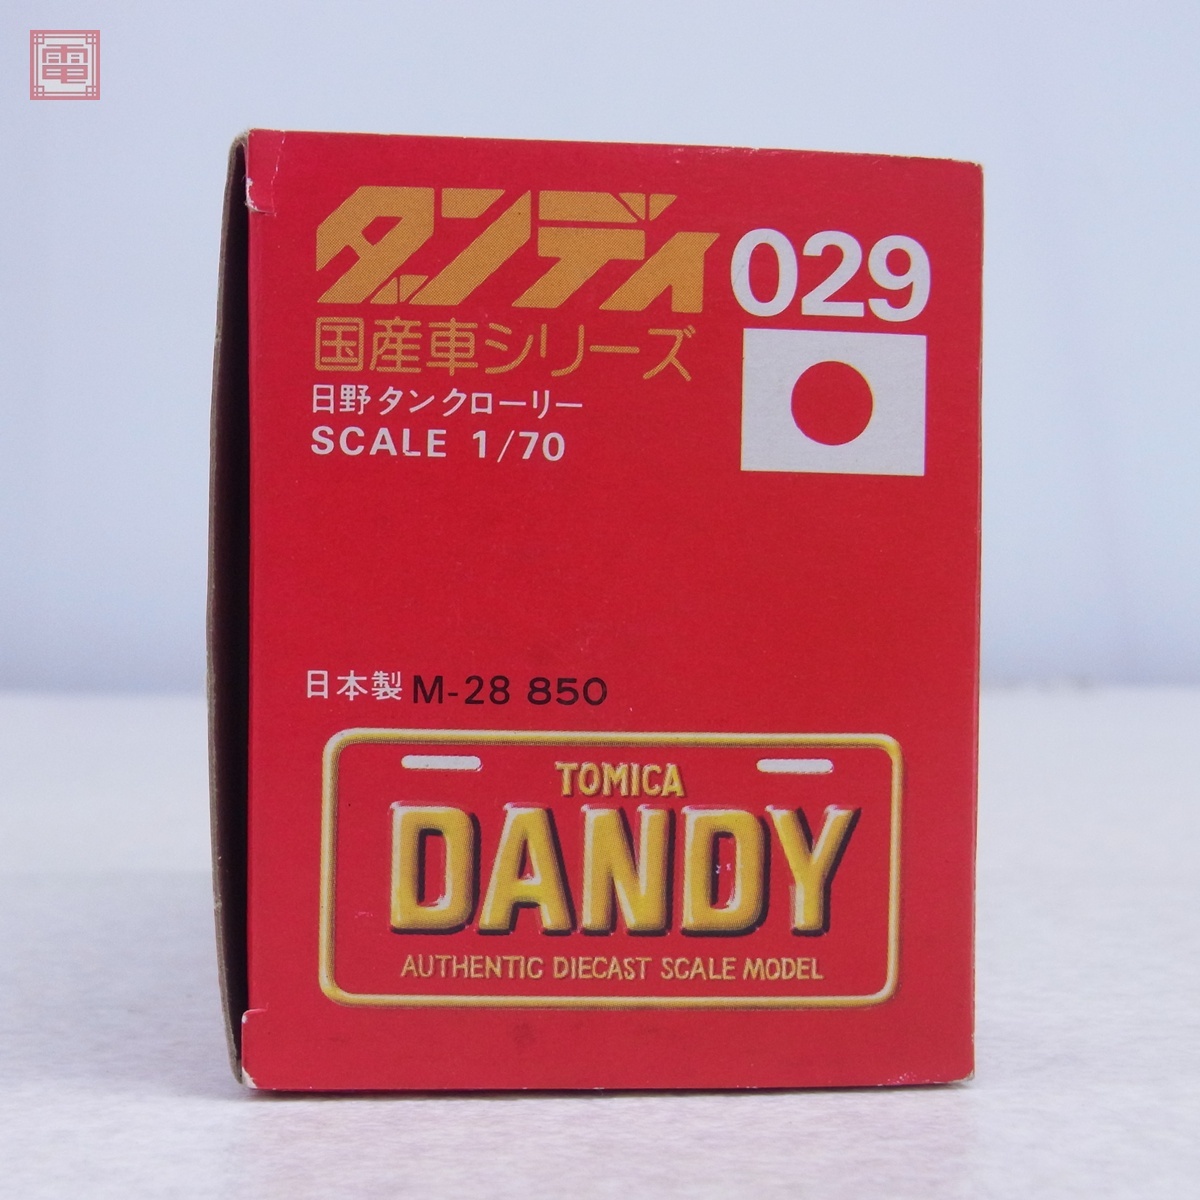 電
ダンディ 029
国産車シリーズ
日野タンクローリー
SCALE 1/70
日本製 M-28 850
TOMICA
DANDY
AUTHENTIC DIECAST SCALE MODEL